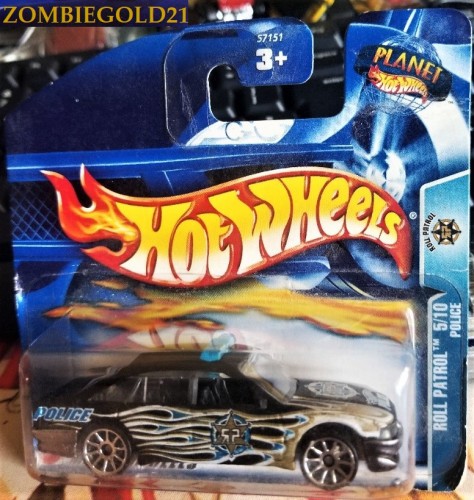 ZOMBIEGOLD21
57151
3+
PLANET
HOT WHEELS
HOT WHEELS®
ROLL PATROL
ROLL PATROL™ 5/10
POLICE
POLICE